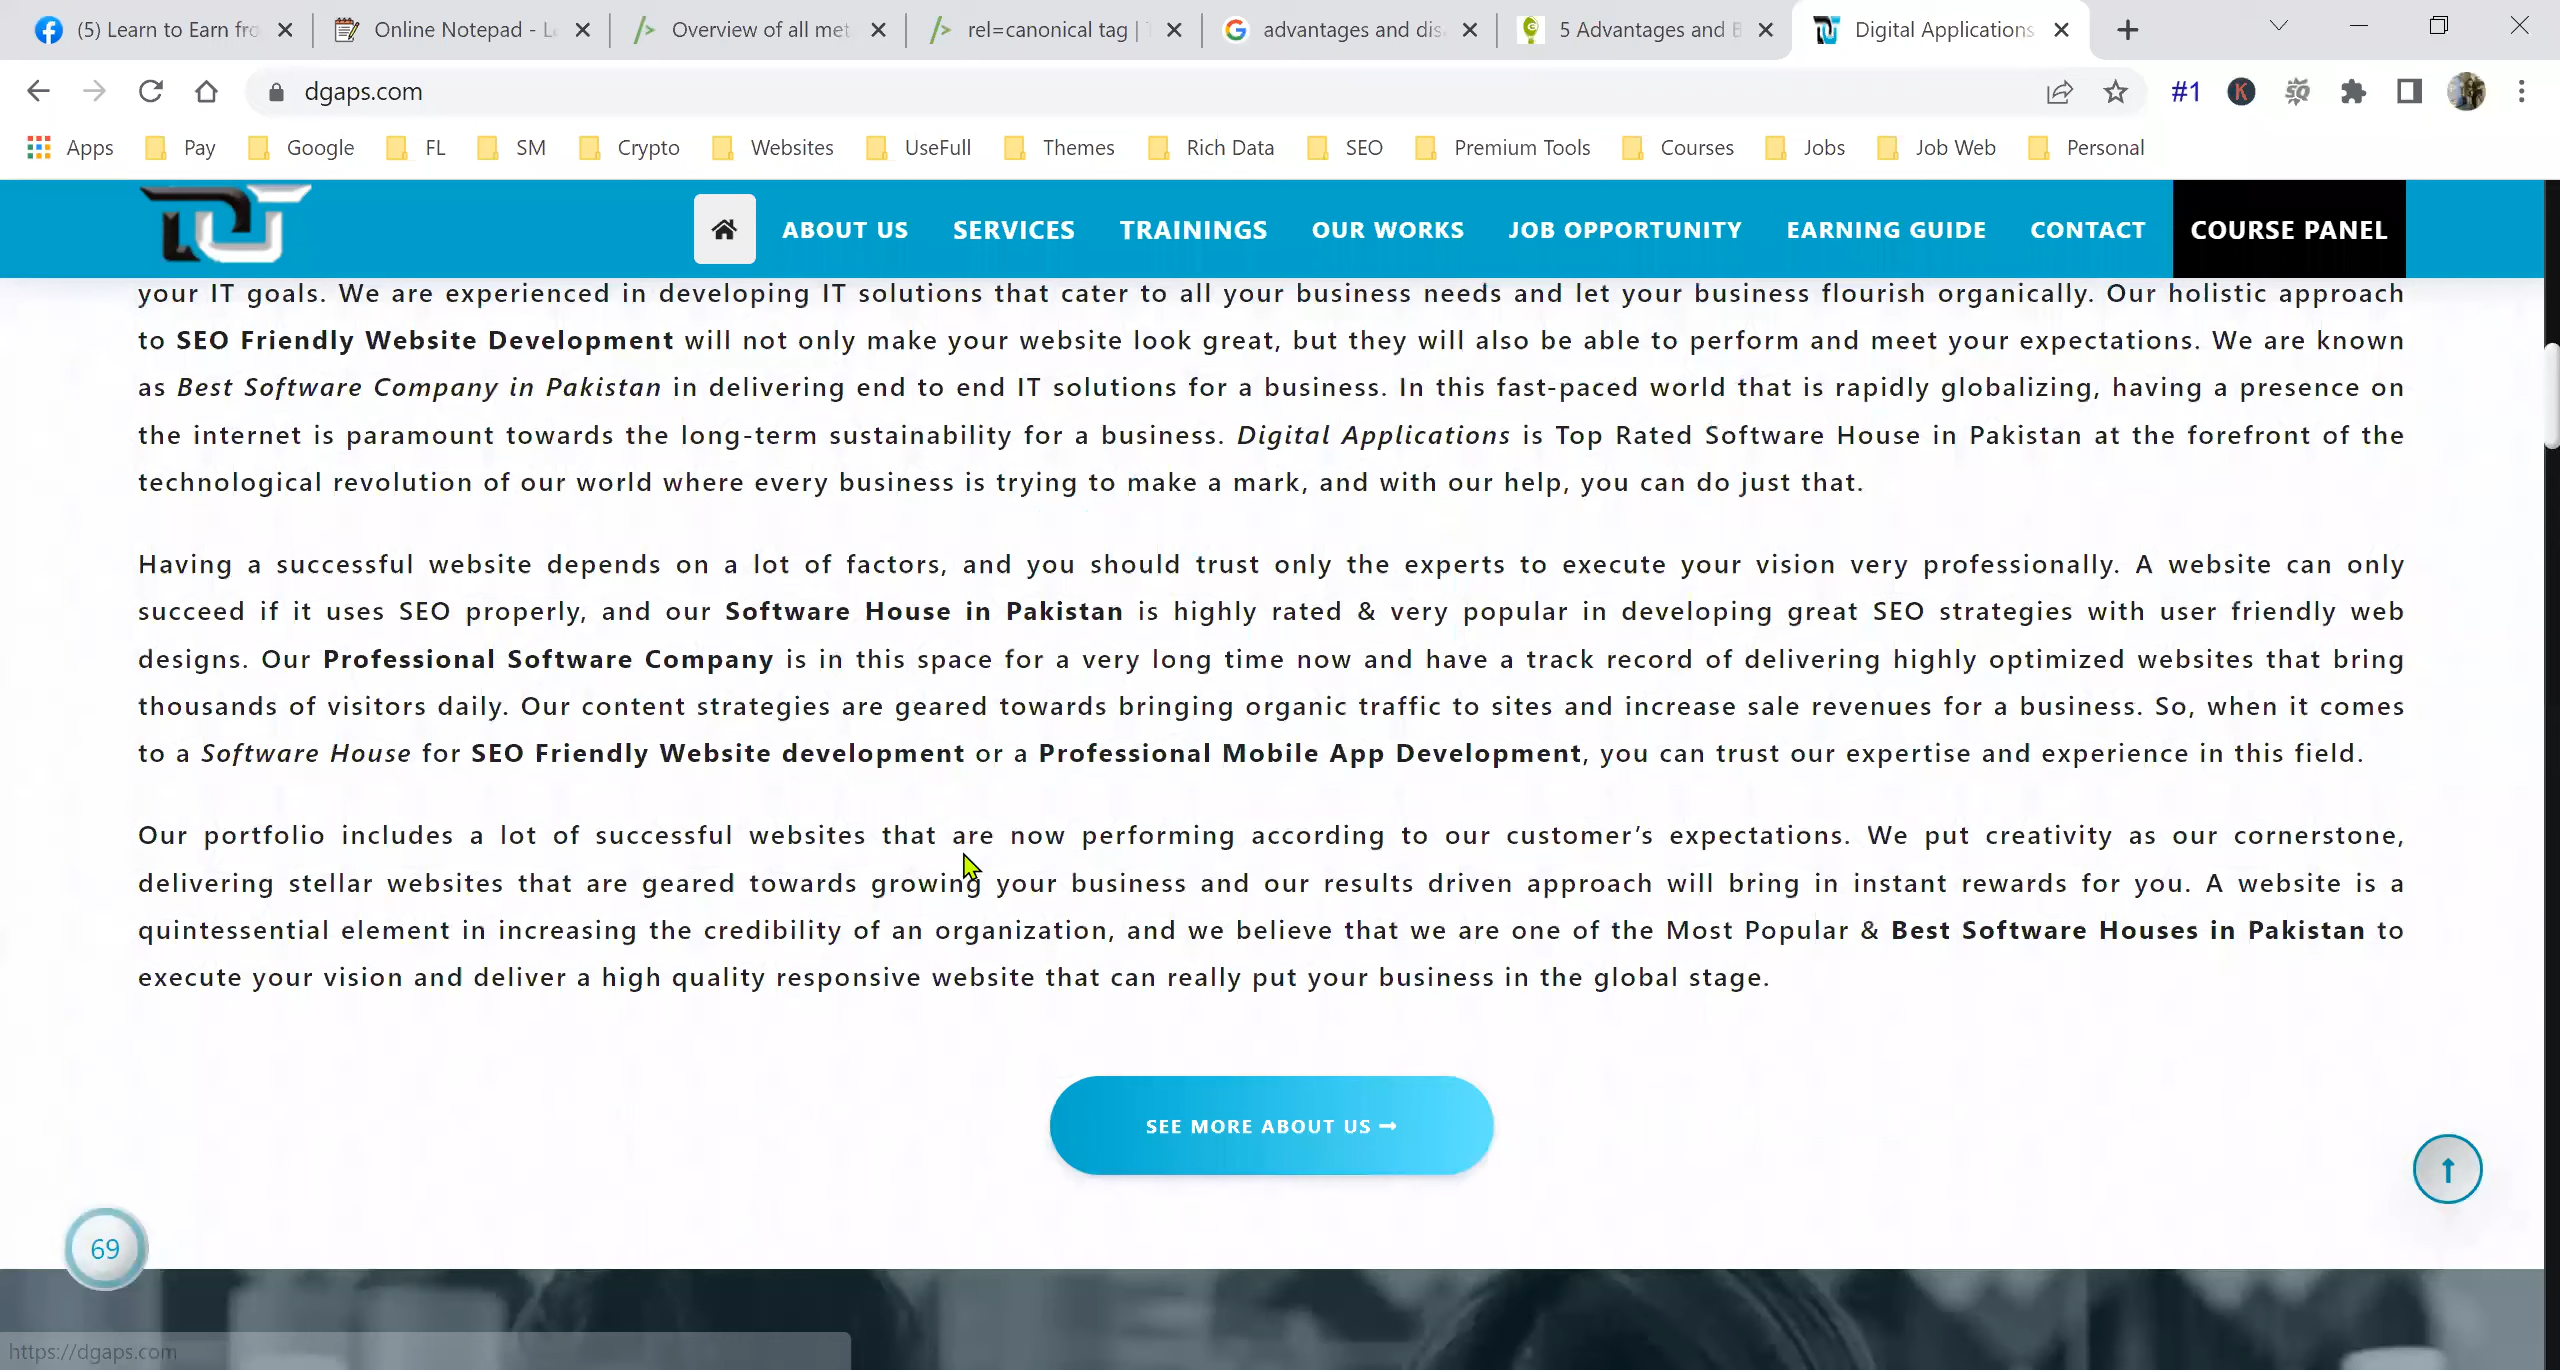 (5) Learn to Earn fro
Online Notepad - Le
Overview of all met
rel=canonical tag | T
advantages and dis
5 Advantages and B
Digital Applications
dgaps.com
#1
K
SQ
Apps
Pay
Google
FL
SM
Crypto
Websites
UseFull
Themes
Rich Data
SEO
Premium Tools
Courses
Jobs
Job Web
Personal
ABOUT US
SERVICES
TRAININGS
OUR WORKS
JOB OPPORTUNITY
EARNING GUIDE
CONTACT
COURSE PANEL
your IT goals. We are experienced in developing IT solutions that cater to all your business needs and let your business flourish organically. Our holistic approach
to SEO Friendly Website Development will not only make your website look great, but they will also be able to perform and meet your expectations. We are known
as Best Software Company in Pakistan in delivering end to end IT solutions for a business. In this fast-paced world that is rapidly globalizing, having a presence on
the internet is paramount towards the long-term sustainability for a business. Digital Applications is Top Rated Software House in Pakistan at the forefront of the
technological revolution of our world where every business is trying to make a mark, and with our help, you can do just that.
Having a successful website depends on a lot of factors, and you should trust only the experts to execute your vision very professionally. A website can only
succeed if it uses SEO properly, and our Software House in Pakistan is highly rated & very popular in developing great SEO strategies with user friendly web
designs. Our Professional Software Company is in this space for a very long time now and have a track record of delivering highly optimized websites that bring
thousands of visitors daily. Our content strategies are geared towards bringing organic traffic to sites and increase sale revenues for a business. So, when it comes
to a Software House for SEO Friendly Website development or a Professional Mobile App Development, you can trust our expertise and experience in this field.
Our portfolio includes a lot of successful websites that are now performing according to our customer’s expectations. We put creativity as our cornerstone,
delivering stellar websites that are geared towards growing your business and our results driven approach will bring in instant rewards for you. A website is a
quintessential element in increasing the credibility of an organization, and we believe that we are one of the Most Popular & Best Software Houses in Pakistan to
execute your vision and deliver a high quality responsive website that can really put your business in the global stage.
SEE MORE ABOUT US
69
https://dgaps.com